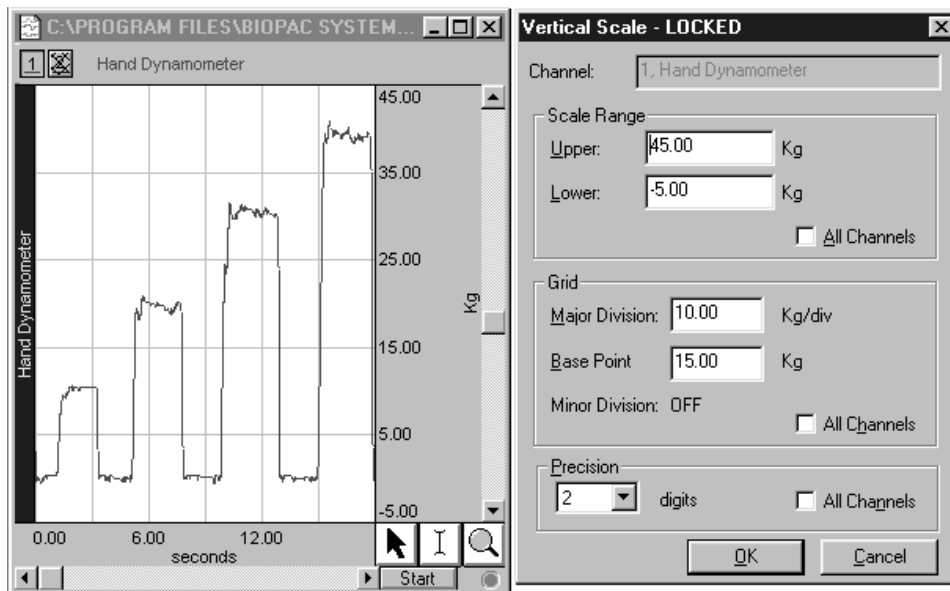 C:\PROGRAM FILES\BIOPAC SYSTEM...
1 Hand Dynamometer
Hand Dynamometer
45.00
35.00
25.00
15.00
5.00
-5.00
Kg
0.00 6.00 12.00
seconds
Start
Vertical Scale - LOCKED
Channel: 1, Hand Dynamometer
Scale Range
Upper: 45.00 Kg
Lower: -5.00 Kg
All Channels
Grid
Major Division: 10.00 Kg/div
Base Point 15.00 Kg
Minor Division: OFF
All Channels
Precision
2 digits All Channels
OK Cancel